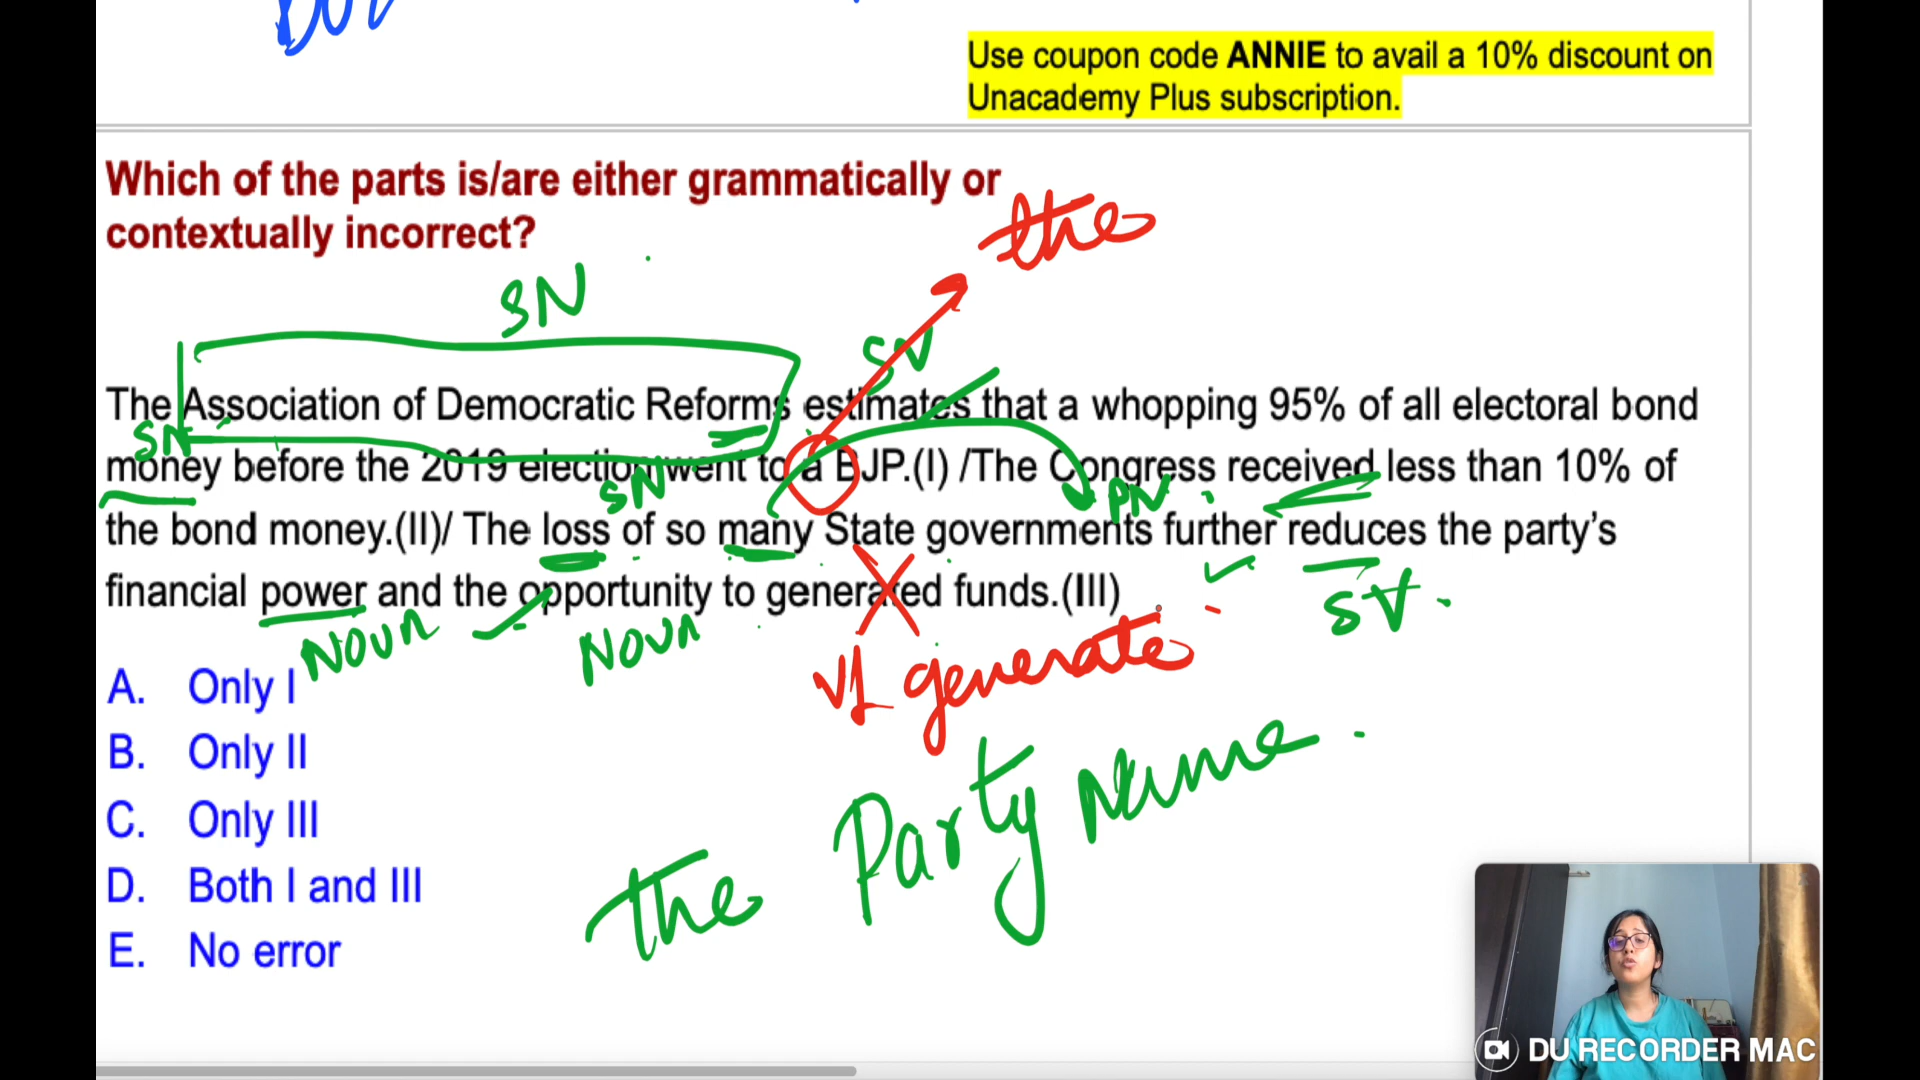 Use coupon code ANNIE to avail a 10% discount on
Unacademy Plus subscription.
Which of the parts is/are either grammatically or
contextually incorrect?
the
SN
SV
The Association of Democratic Reforms estimates that a whopping 95% of all electoral bond
SN
money before the 2019 election went to a BJP.(I) /The Congress received less than 10% of
SN
PN
the bond money.(II)/ The loss of so many State governments further reduces the party’s
financial power and the opportunity to generated funds.(III)
SV.
NOUN
NOUN
V1 generate
A. Only I
B. Only II
C. Only III
D. Both I and III
E. No error
the Party Name.
DU RECORDER MAC